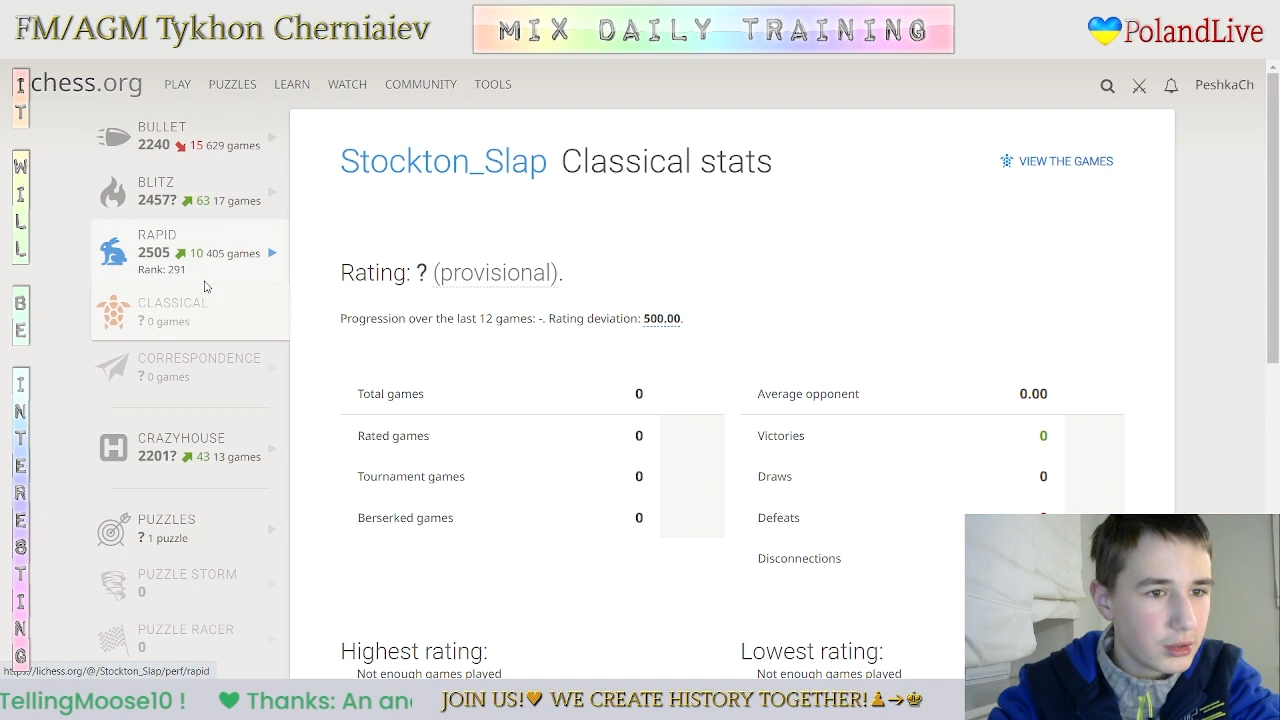 FM/AGM Tykhon Cherniaiev
MIX DAILY TRAINING
PolandLive
IT WILL BE INTERESTING
chess.org
PLAY PUZZLES LEARN WATCH COMMUNITY TOOLS
PeshkaCh
BULLET
2240 15 629 games
BLITZ
2457? 63 17 games
RAPID
2505 10 405 games
Rank: 291
CLASSICAL
? 0 games
CORRESPONDENCE
? 0 games
CRAZYHOUSE
2201? 43 13 games
PUZZLES
? 1 puzzle
PUZZLE STORM
0
PUZZLE RACER
0
Stockton_Slap Classical stats
VIEW THE GAMES
Rating: ? (provisional).
Progression over the last 12 games: -. Rating deviation: 500.00.
Total games 0
Rated games 0
Tournament games 0
Berserked games 0
Average opponent 0.00
Victories 0
Draws 0
Defeats
Disconnections
Highest rating:
Not enough games played
Lowest rating:
Not enough games played
https://lichess.org/@/Stockton_Slap/perf/rapid
TellingMoose10 ! Thanks: An an
JOIN US! WE CREATE HISTORY TOGETHER!